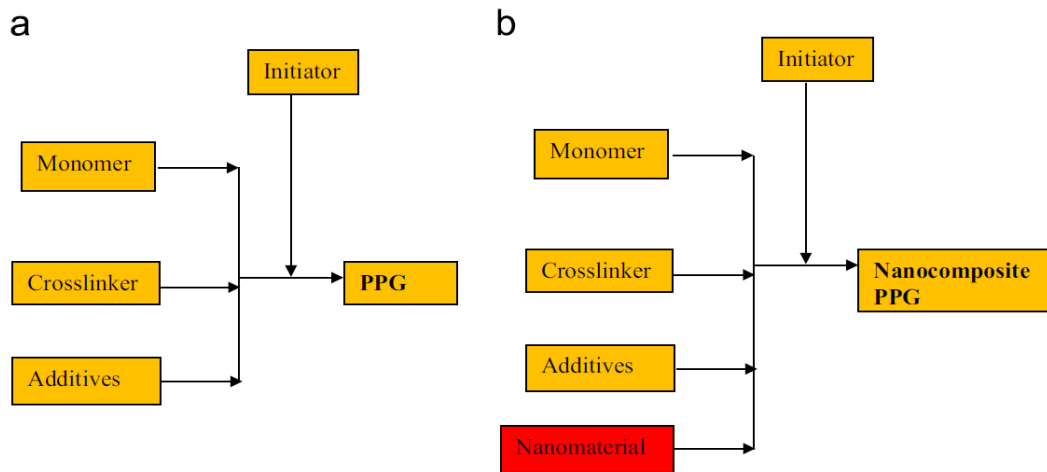 a
Initiator
Monomer
Crosslinker
PPG
Additives
b
Initiator
Monomer
Crosslinker
Nanocomposite
PPG
Additives
Nanomaterial